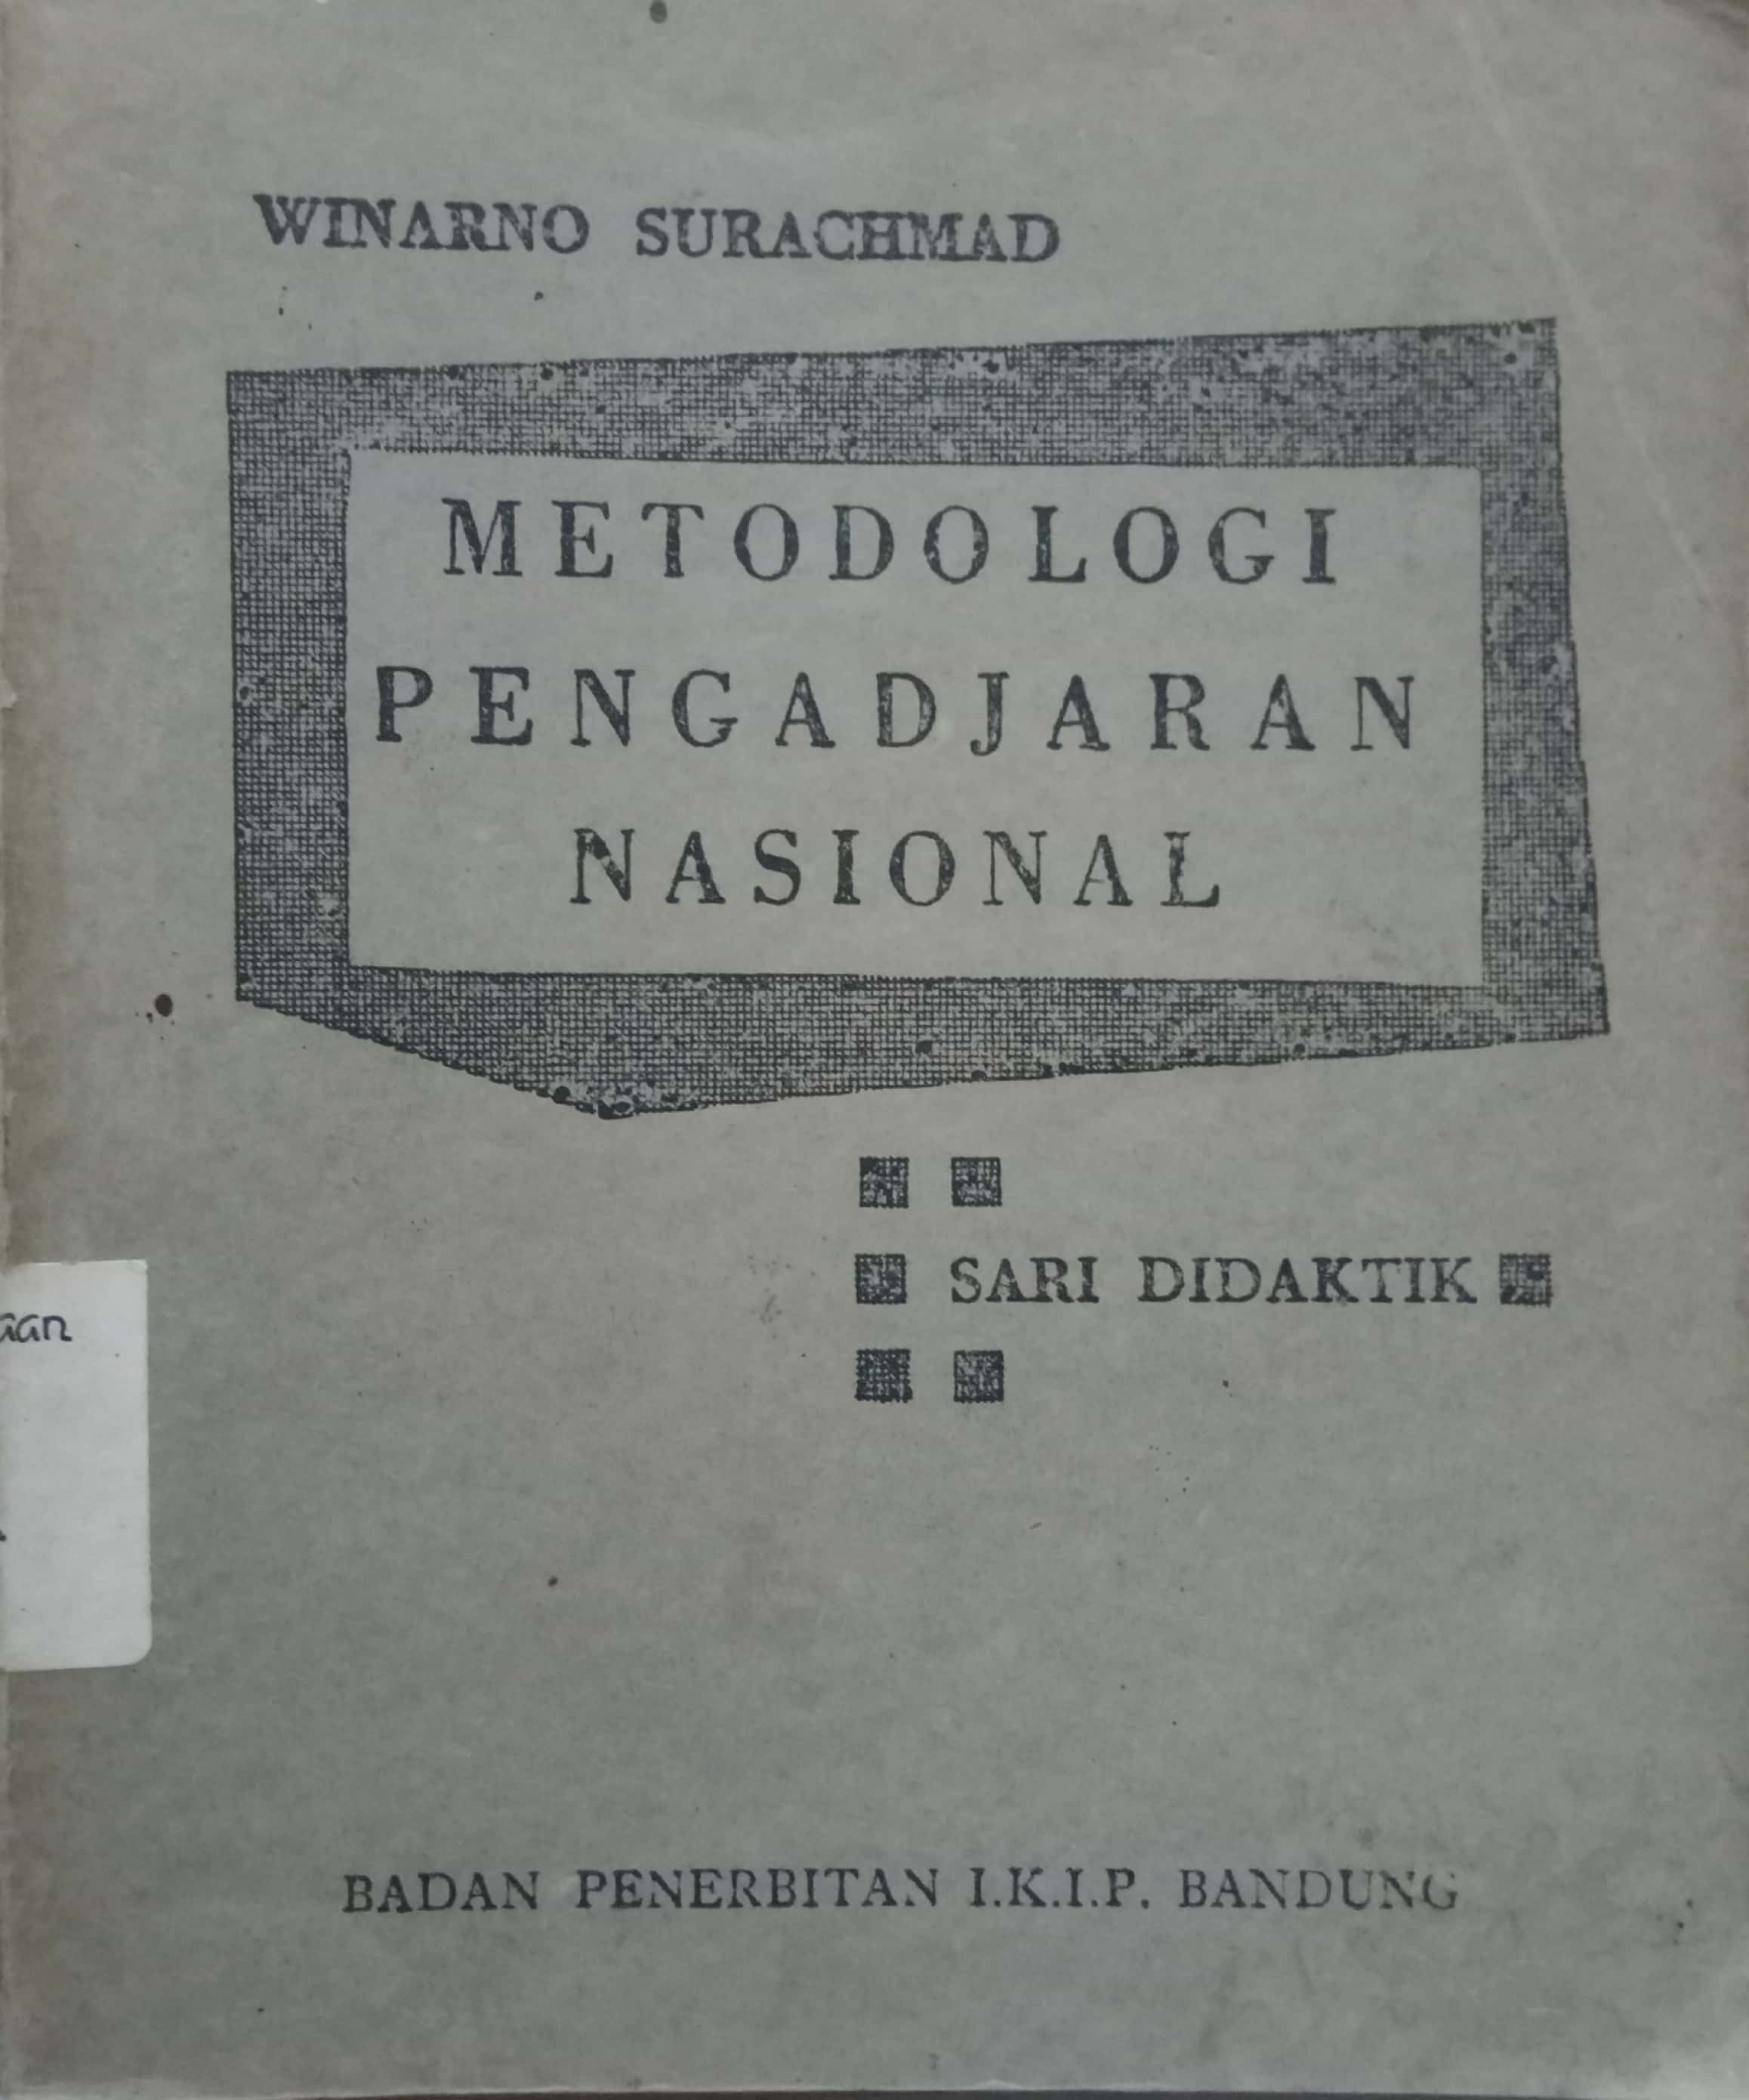 WINARNO SURACHMAD
METODOLOGI
PENGADJARAN
NASIONAL
SARI DIDAKTIK
BADAN PENERBITAN I.K.I.P. BANDUNG